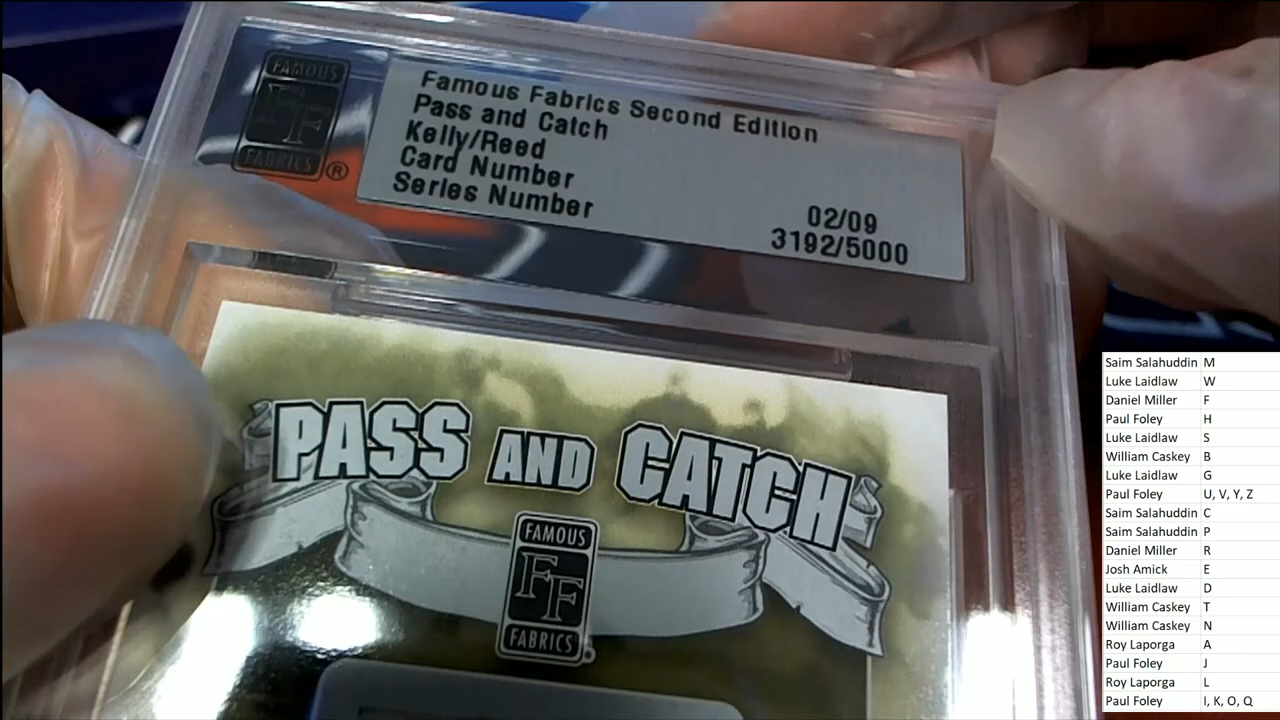 FAMOUS
FF
FABRICS®
Famous Fabrics Second Edition
Pass and Catch
Kelly/Reed
Card Number 02/09
Series Number 3192/5000
PASS AND CATCH
FAMOUS
FF
FABRICS®
Saim Salahuddin M
Luke Laidlaw W
Daniel Miller F
Paul Foley H
Luke Laidlaw S
William Caskey B
Luke Laidlaw G
Paul Foley U, V, Y, Z
Saim Salahuddin C
Saim Salahuddin P
Daniel Miller R
Josh Amick E
Luke Laidlaw D
William Caskey T
William Caskey N
Roy Laporga A
Paul Foley J
Roy Laporga L
Paul Foley I, K, O, Q